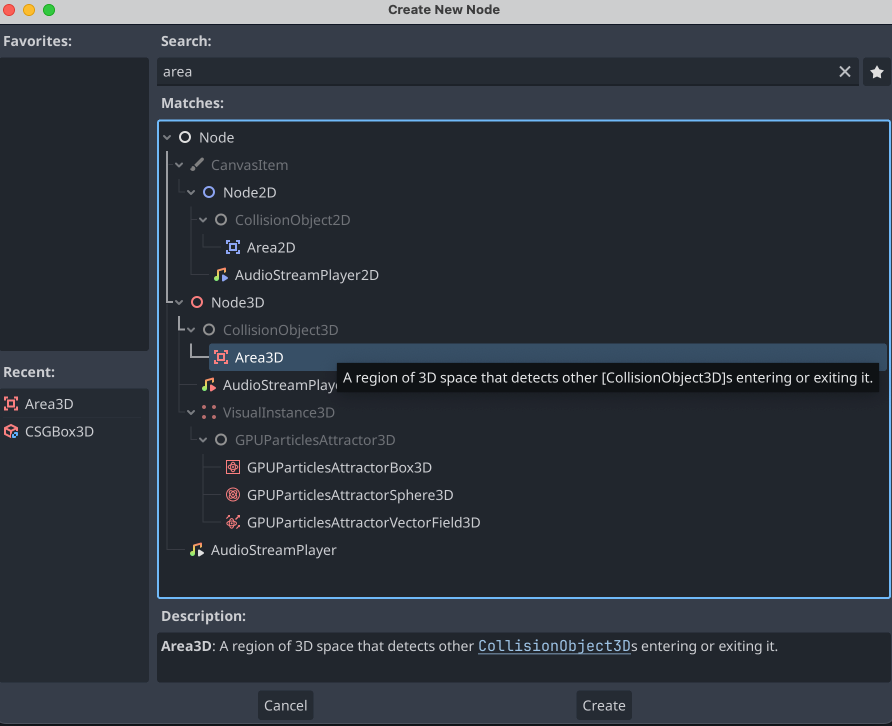 Create New Node
Favorites:
Search:
area
Matches:
Node
CanvasItem
Node2D
CollisionObject2D
Area2D
AudioStreamPlayer2D
Node3D
CollisionObject3D
Area3D
A region of 3D space that detects other [CollisionObject3D]s entering or exiting it.
AudioStreamPlaye
VisualInstance3D
GPUParticlesAttractor3D
GPUParticlesAttractorBox3D
GPUParticlesAttractorSphere3D
GPUParticlesAttractorVectorField3D
AudioStreamPlayer
Recent:
Area3D
CSGBox3D
Description:
Area3D: A region of 3D space that detects other CollisionObject3Ds entering or exiting it.
Cancel
Create